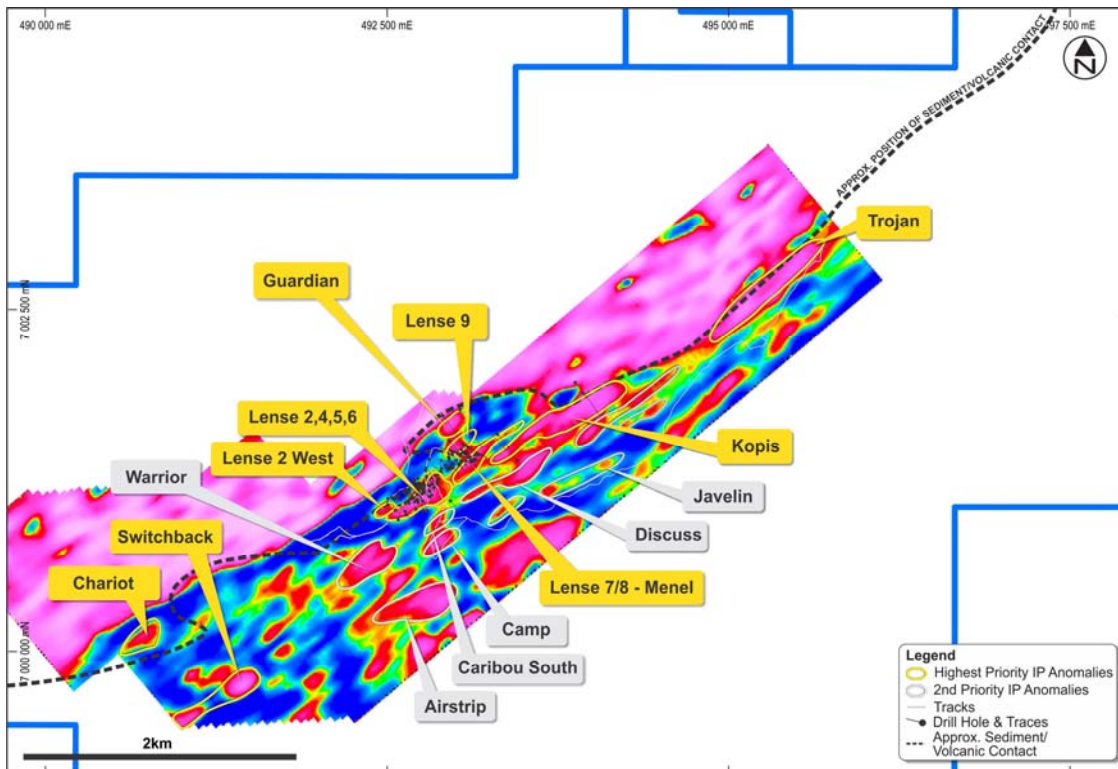 490 000 mE
492 500 mE
495 000 mE
97 500 mE
N
APPROX. POSITION OF SEDIMENT/VOLCANIC CONTACT
Trojan
Guardian
7 002 500 mN
Lense 9
Lense 2,4,5,6
Lense 2 West
Kopis
Warrior
Javelin
Switchback
Discuss
Chariot
Lense 7/8 - Menel
Camp
7 000 000 mN
Caribou South
Airstrip
2km
Legend
Highest Priority IP Anomalies
2nd Priority IP Anomalies
Tracks
Drill Hole & Traces
Approx. Sediment/
Volcanic Contact